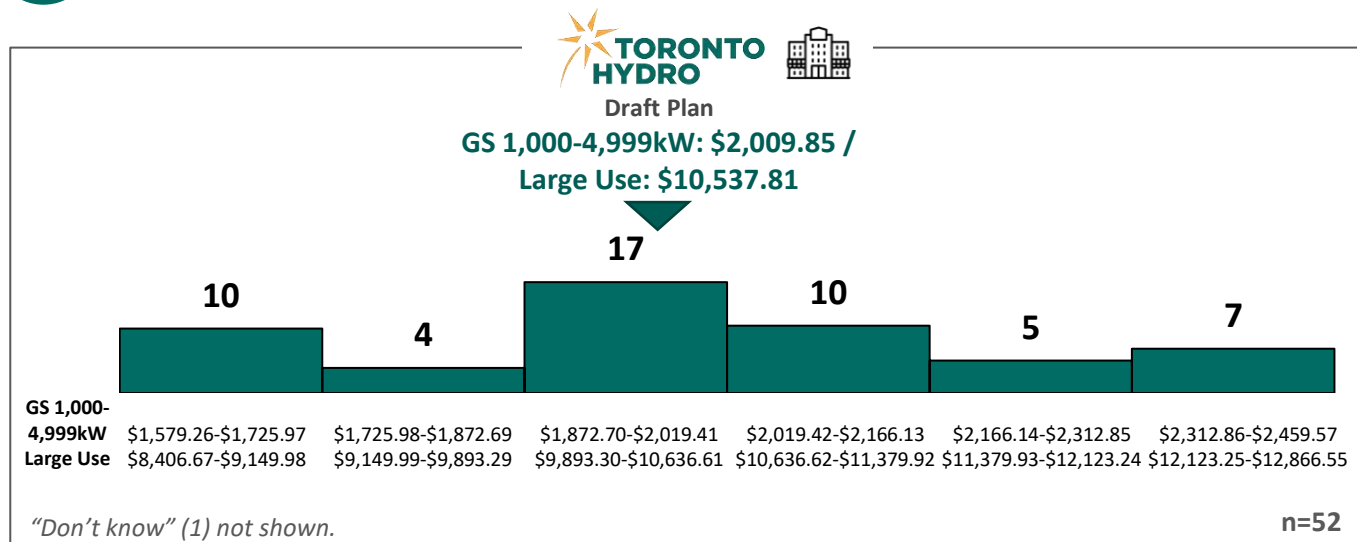 TORONTO
HYDRO
Draft Plan
GS 1,000-4,999kW: $2,009.85 /
Large Use: $10,537.81
10
4
17
10
5
7
GS 1,000-
4,999kW $1,579.26-$1,725.97 $1,725.98-$1,872.69 $1,872.70-$2,019.41 $2,019.42-$2,166.13 $2,166.14-$2,312.85 $2,312.86-$2,459.57
Large Use $8,406.67-$9,149.98 $9,149.99-$9,893.29 $9,893.30-$10,636.61 $10,636.62-$11,379.92 $11,379.93-$12,123.24 $12,123.25-$12,866.55
“Don’t know” (1) not shown.
n=52